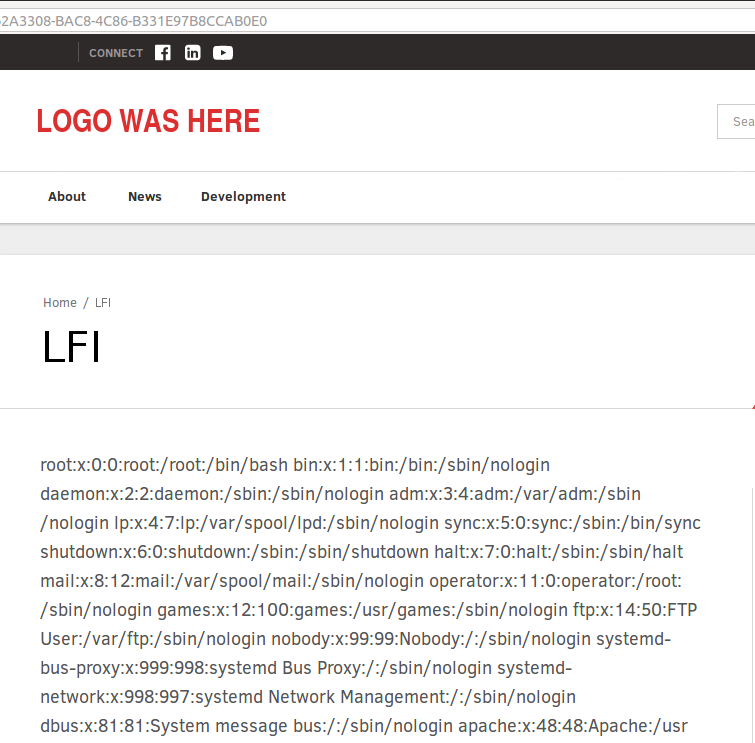 2A3308-BAC8-4C86-B331E97B8CCAB0E0
CONNECT
LOGO WAS HERE
Sea
About News Development
Home / LFI
LFI
root:x:0:0:root:/root:/bin/bash bin:x:1:1:bin:/bin:/sbin/nologin
daemon:x:2:2:daemon:/sbin:/sbin/nologin adm:x:3:4:adm:/var/adm:/sbin
/nologin lp:x:4:7:lp:/var/spool/lpd:/sbin/nologin sync:x:5:0:sync:/sbin:/bin/sync
shutdown:x:6:0:shutdown:/sbin:/sbin/shutdown halt:x:7:0:halt:/sbin:/sbin/halt
mail:x:8:12:mail:/var/spool/mail:/sbin/nologin operator:x:11:0:operator:/root:
/sbin/nologin games:x:12:100:games:/usr/games:/sbin/nologin ftp:x:14:50:FTP
User:/var/ftp:/sbin/nologin nobody:x:99:99:Nobody:/:/sbin/nologin systemd-
bus-proxy:x:999:998:systemd Bus Proxy:/:/sbin/nologin systemd-
network:x:998:997:systemd Network Management:/:/sbin/nologin
dbus:x:81:81:System message bus:/:/sbin/nologin apache:x:48:48:Apache:/usr